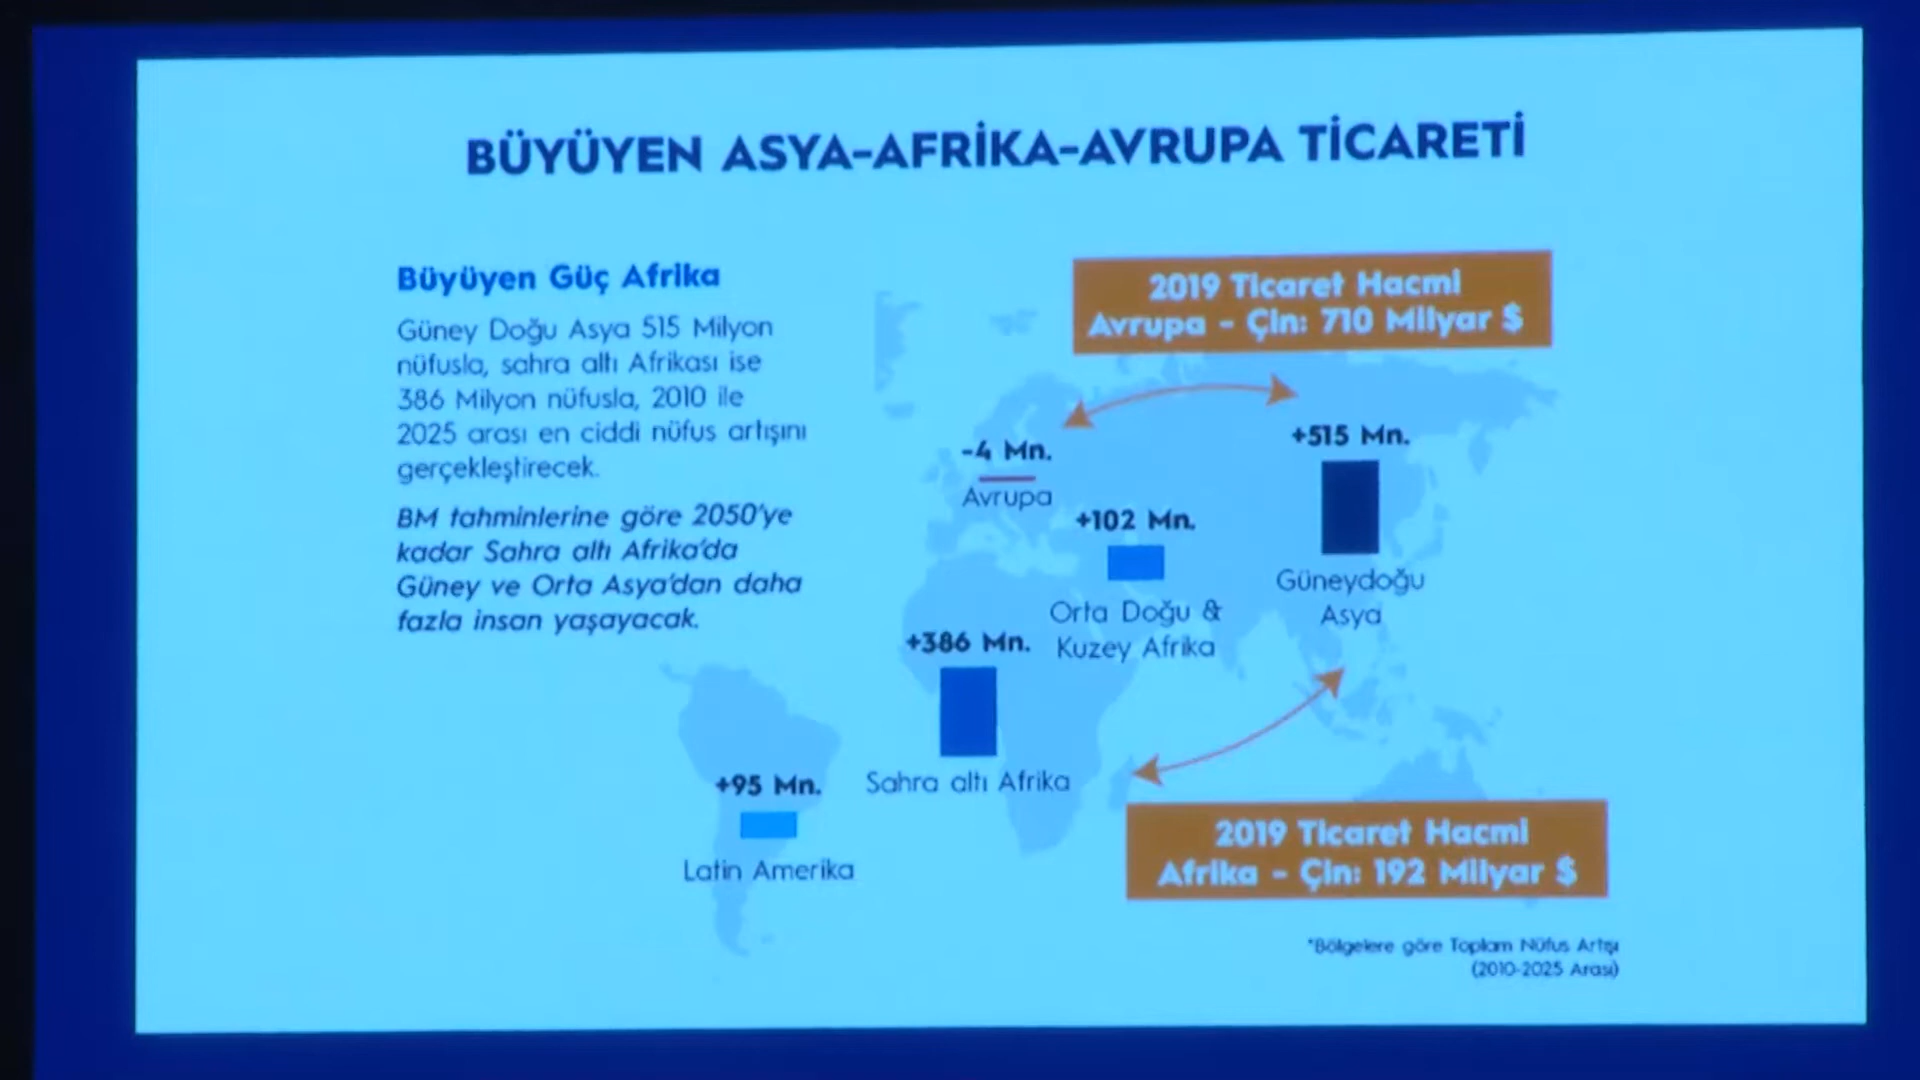 BÜYÜYEN ASYA-AFRİKA-AVRUPA TİCARETİ
Büyüyen Güç Afrika
Güney Doğu Asya 515 Milyon
nüfusla, sahra altı Afrikası ise
386 Milyon nüfusla, 2010 ile
2025 arası en ciddi nüfus artışını
gerçekleştirecek.
BM tahminlerine göre 2050'ye
kadar Sahra altı Afrika'da
Güney ve Orta Asya'dan daha
fazla insan yaşayacak.
2019 Ticaret Hacmi
Avrupa - Çin: 710 Milyar $
-4 Mn.
Avrupa
+515 Mn.
Güneydoğu
Asya
+102 Mn.
Orta Doğu &
Kuzey Afrika
+386 Mn.
Sahra altı Afrika
+95 Mn.
Latin Amerika
2019 Ticaret Hacmi
Afrika - Çin: 192 Milyar $
*Bölgelere göre Toplam Nüfus Artışı
(2010-2025 Arası)